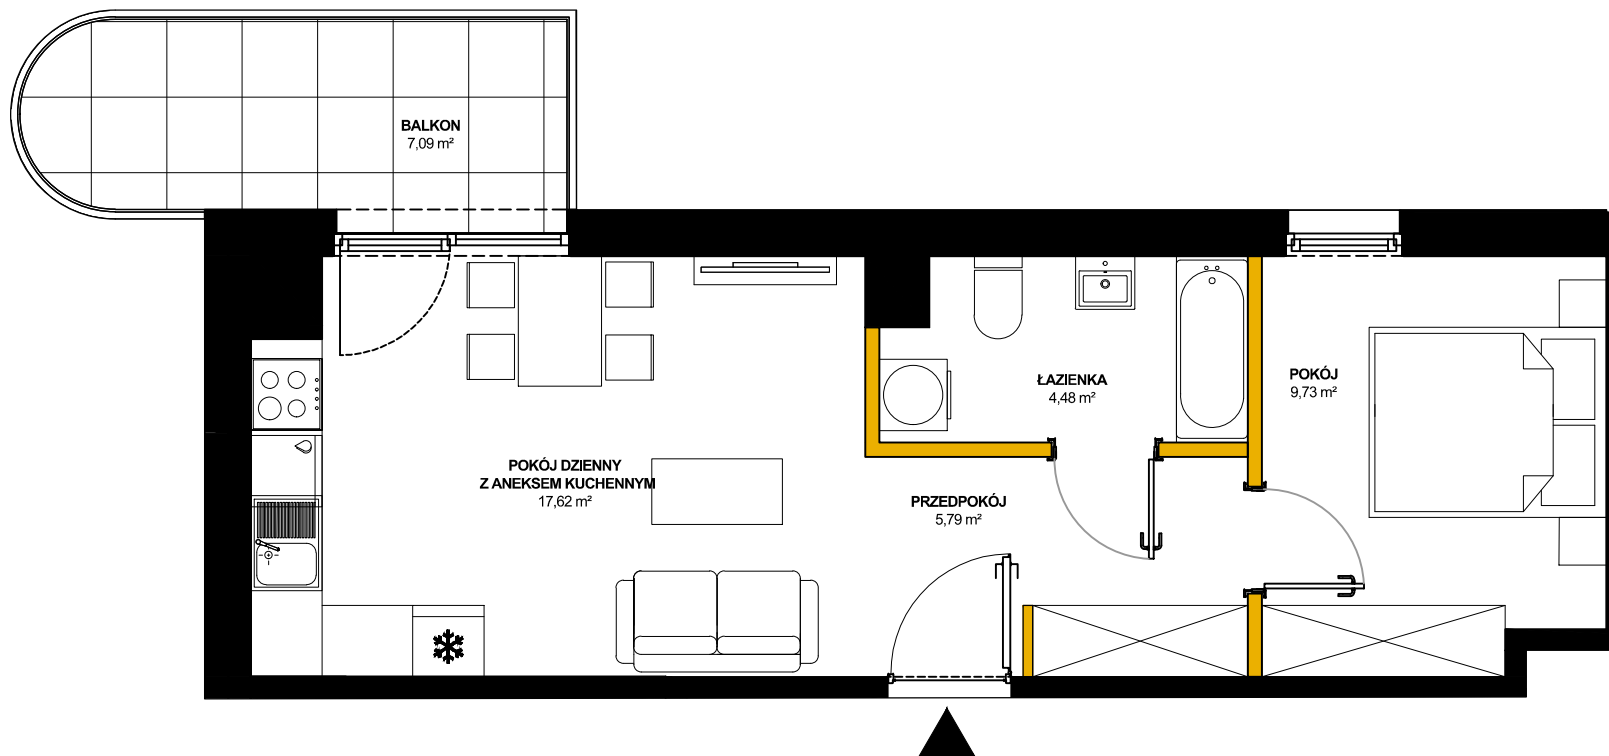 BALKON
7,09 m²
ŁAZIENKA
4,48 m²
POKÓJ
9,73 m²
POKÓJ DZIENNY
Z ANEKSEM KUCHENNYM
17,62 m²
PRZEDPOKÓJ
5,79 m²